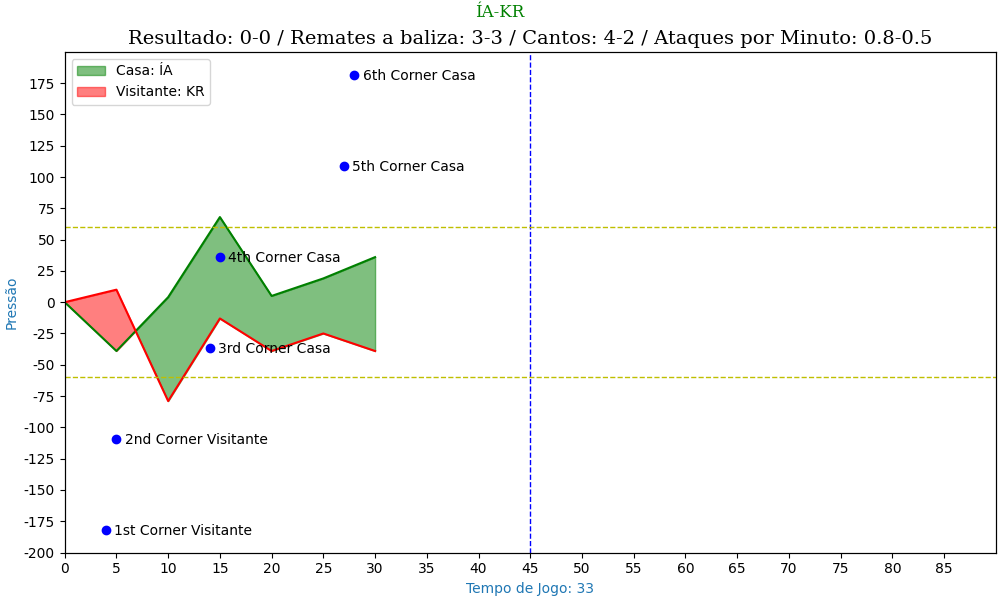 ÍA-KR
Resultado: 0-0 / Remates a baliza: 3-3 / Cantos: 4-2 / Ataques por Minuto: 0.8-0.5
Casa: ÍA
Visitante: KR
6th Corner Casa
5th Corner Casa
4th Corner Casa
3rd Corner Casa
2nd Corner Visitante
1st Corner Visitante
Pressão
175
150
125
100
75
50
25
0
-25
-50
-75
-100
-125
-150
-175
-200
0 5 10 15 20 25 30 35 40 45 50 55 60 65 70 75 80 85
Tempo de Jogo: 33